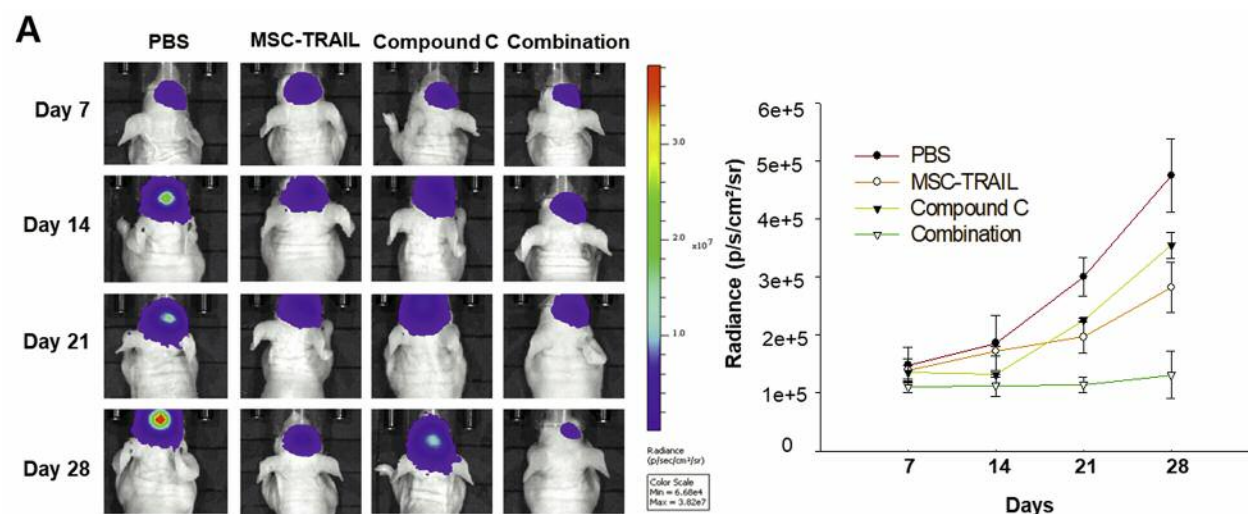 A
PBS MSC-TRAIL Compound C Combination
Day 7
Day 14
Day 21
Day 28
3.0
2.0
x10⁷
1.0
Radiance
(p/sec/cm²/sr)
Color Scale
Min = 6.68e4
Max = 3.82e7
Radiance (p/s/cm²/sr)
6e+5
5e+5
4e+5
3e+5
2e+5
1e+5
0
PBS
MSC-TRAIL
Compound C
Combination
7 14 21 28
Days